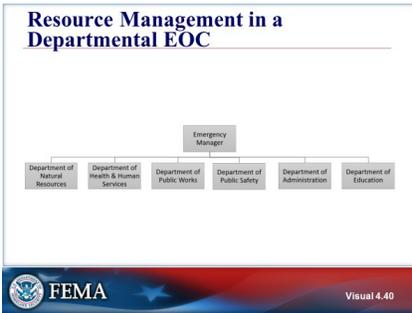 Resource Management in a
Departmental EOC
Emergency
Manager
Department of
Natural
Resources
Department of
Health & Human
Services
Department of
Public Works
Department of
Public Safety
Department of
Administration
Department of
Education
FEMA
Visual 4.40